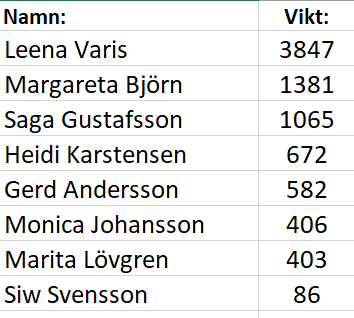 Namn: Vikt:
Leena Varis 3847
Margareta Björn 1381
Saga Gustafsson 1065
Heidi Karstensen 672
Gerd Andersson 582
Monica Johansson 406
Marita Lövgren 403
Siw Svensson 86